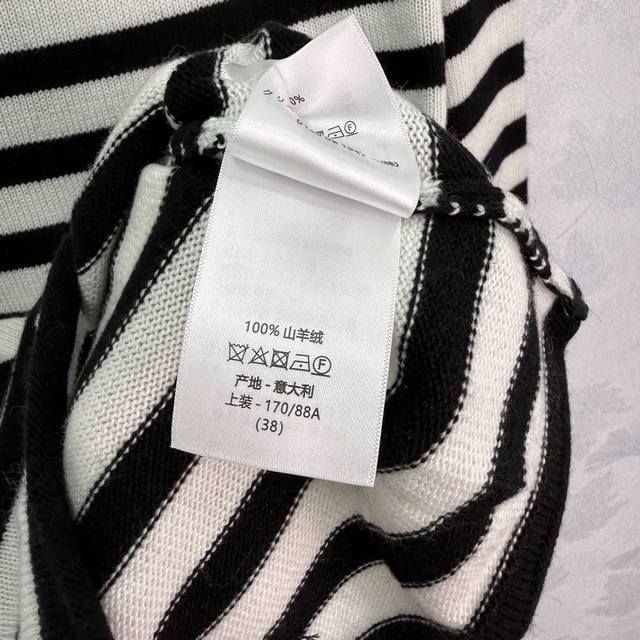 100% 山羊绒
产地 - 意大利
上装 - 170/88A
(38)